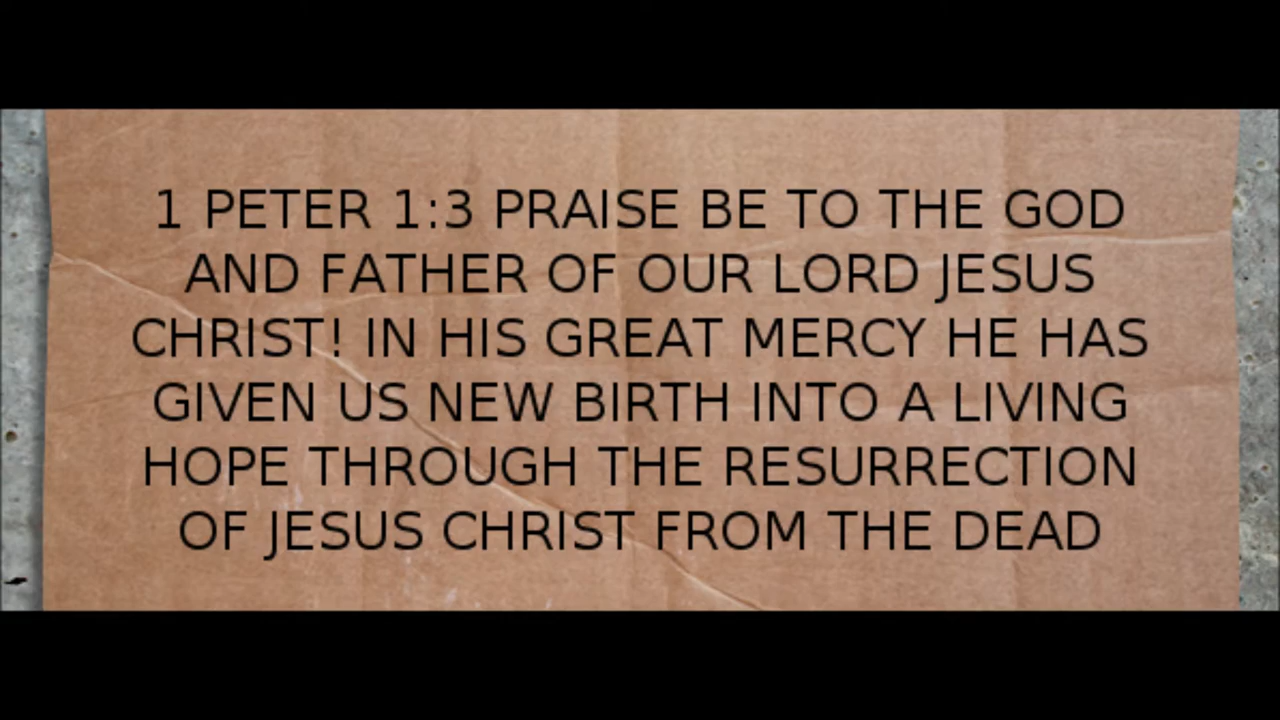 1 PETER 1:3 PRAISE BE TO THE GOD
AND FATHER OF OUR LORD JESUS
CHRIST! IN HIS GREAT MERCY HE HAS
GIVEN US NEW BIRTH INTO A LIVING
HOPE THROUGH THE RESURRECTION
OF JESUS CHRIST FROM THE DEAD